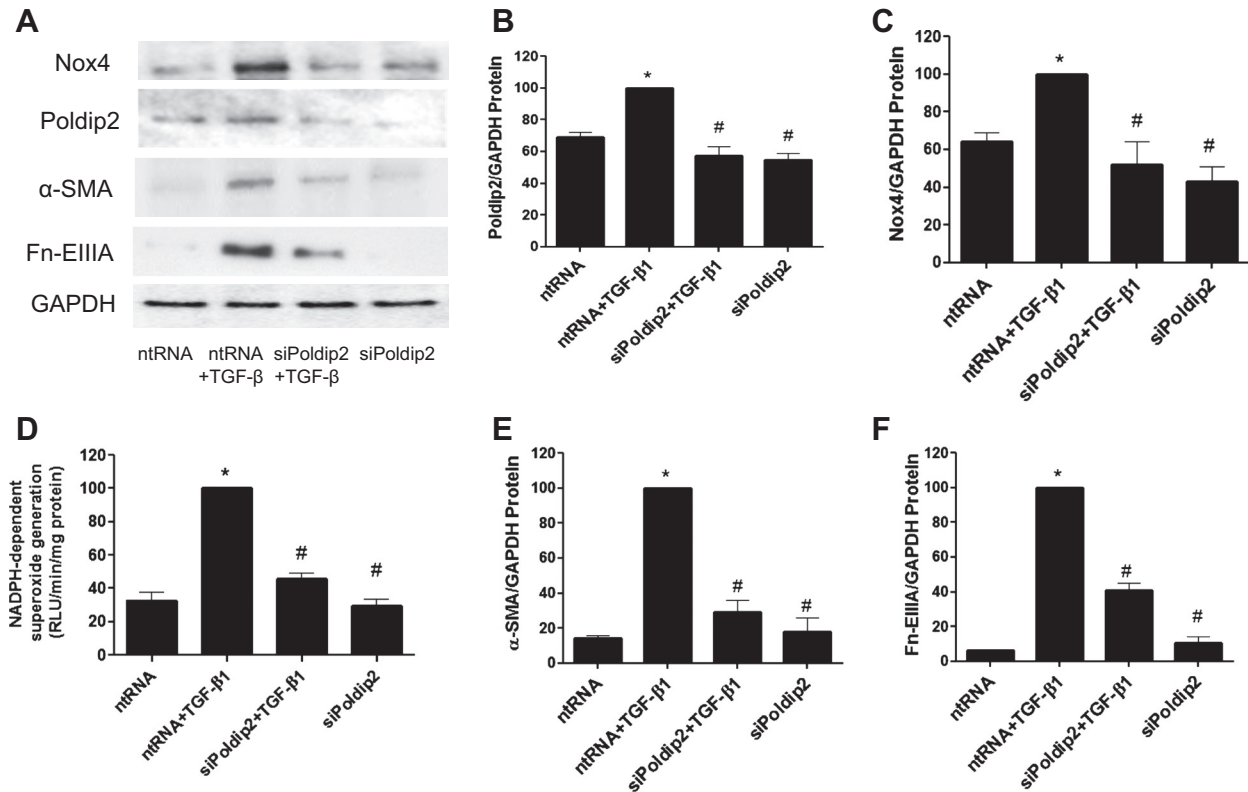 A
Nox4
Poldip2
α-SMA
Fn-EIIIA
GAPDH
ntRNA ntRNA siPoldip2 siPoldip2
+TGF-β +TGF-β
B
Poldip2/GAPDH Protein
120
100
80
60
40
20
0
*
#
#
ntRNA
ntRNA+TGF-β1
siPoldip2+TGF-β1
siPoldip2
C
Nox4/GAPDH Protein
120
100
80
60
40
20
0
*
#
#
ntRNA
ntRNA+TGF-β1
siPoldip2+TGF-β1
siPoldip2
D
NADPH-dependent
superoxide generation
(RLU/min/mg protein)
120
100
80
60
40
20
0
*
#
#
ntRNA
ntRNA+TGF-β1
siPoldip2+TGF-β1
siPoldip2
E
α-SMA/GAPDH Protein
120
100
80
60
40
20
0
*
#
#
ntRNA
ntRNA+TGF-β1
siPoldip2+TGF-β1
siPoldip2
F
Fn-EIIIA/GAPDH Protein
120
100
80
60
40
20
0
*
#
#
ntRNA
ntRNA+TGF-β1
siPoldip2+TGF-β1
siPoldip2